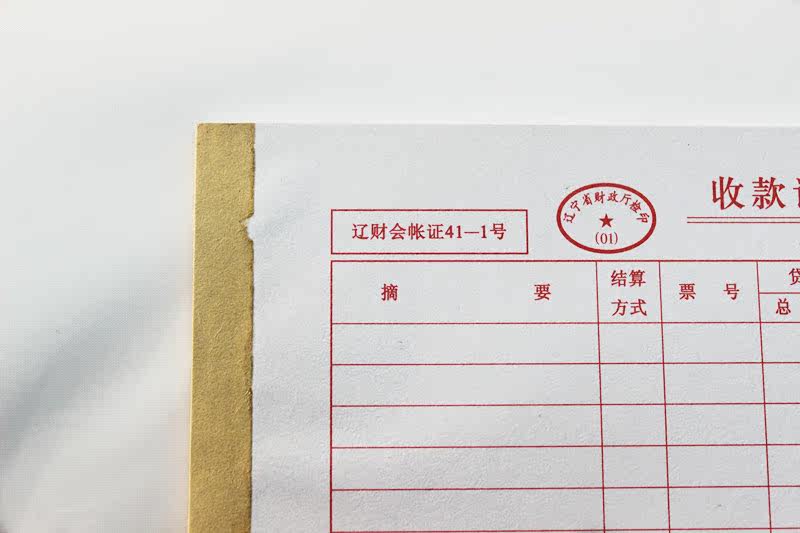 辽宁省财政厅检印
(01)
收款
辽财会帐证41—1号
摘 要
结算
方式
票 号
贷
总